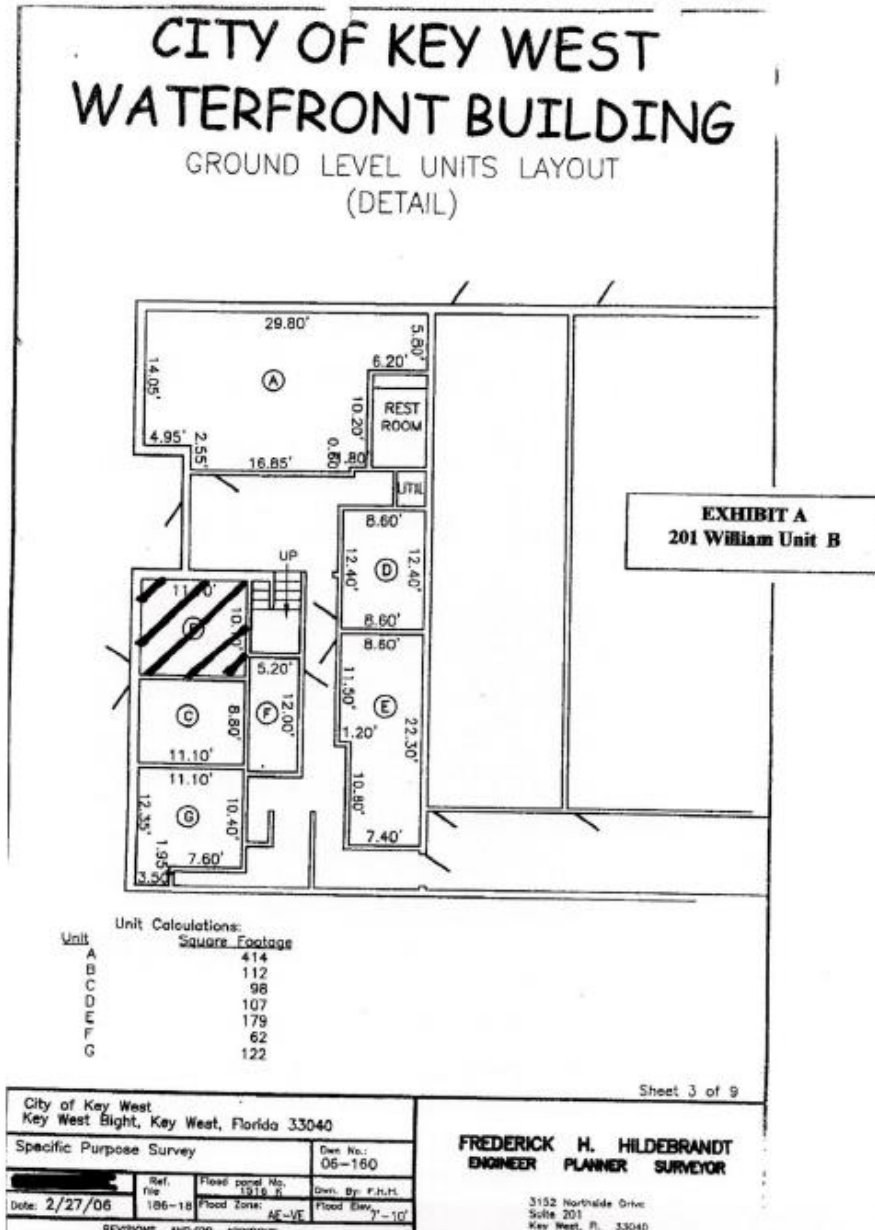 CITY OF KEY WEST
WATERFRONT BUILDING
GROUND LEVEL UNITS LAYOUT
(DETAIL)
29.80'
5.80'
6.20'
14.05'
A
10.20'
REST
ROOM
4.95'
2.55'
16.85'
0.60'
.80'
UTIL
8.60'
EXHIBIT A
201 William Unit B
UP
12.40'
D
12.40'
8.60'
8.60'
5.20'
11.50'
E
22.30'
C
8.80'
F
12.00'
1.20'
11.10'
11.10'
12.35'
G
10.40'
10.80'
7.40'
1.95'
7.60'
3.50'
Unit Calculations:
Unit Square Footage
A 414
B 112
C 98
D 107
E 179
F 62
G 122
Sheet 3 of 9
City of Key West
Key West Bight, Key West, Florida 33040
Specific Purpose Survey
Dwn No.:
06-160
Ref.
file
186-18
Flood panel No.
Dwn. By: F.H.H.
Date: 2/27/06
Flood Zone:
AE-VE
Flood Elev.
7'-10'
FREDERICK H. HILDEBRANDT
ENGINEER PLANNER SURVEYOR
3152 Northside Drive
Suite 201
Key West, Fl. 33040